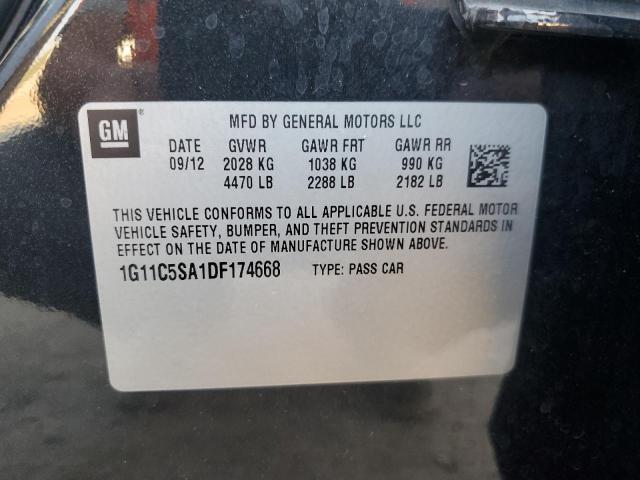 GM ® MFD BY GENERAL MOTORS LLC
DATE GVWR GAWR FRT GAWR RR
09/12 2028 KG 1038 KG 990 KG
4470 LB 2288 LB 2182 LB
THIS VEHICLE CONFORMS TO ALL APPLICABLE U.S. FEDERAL MOTOR
VEHICLE SAFETY, BUMPER, AND THEFT PREVENTION STANDARDS IN
EFFECT ON THE DATE OF MANUFACTURE SHOWN ABOVE.
1G11C5SA1DF174668 TYPE: PASS CAR